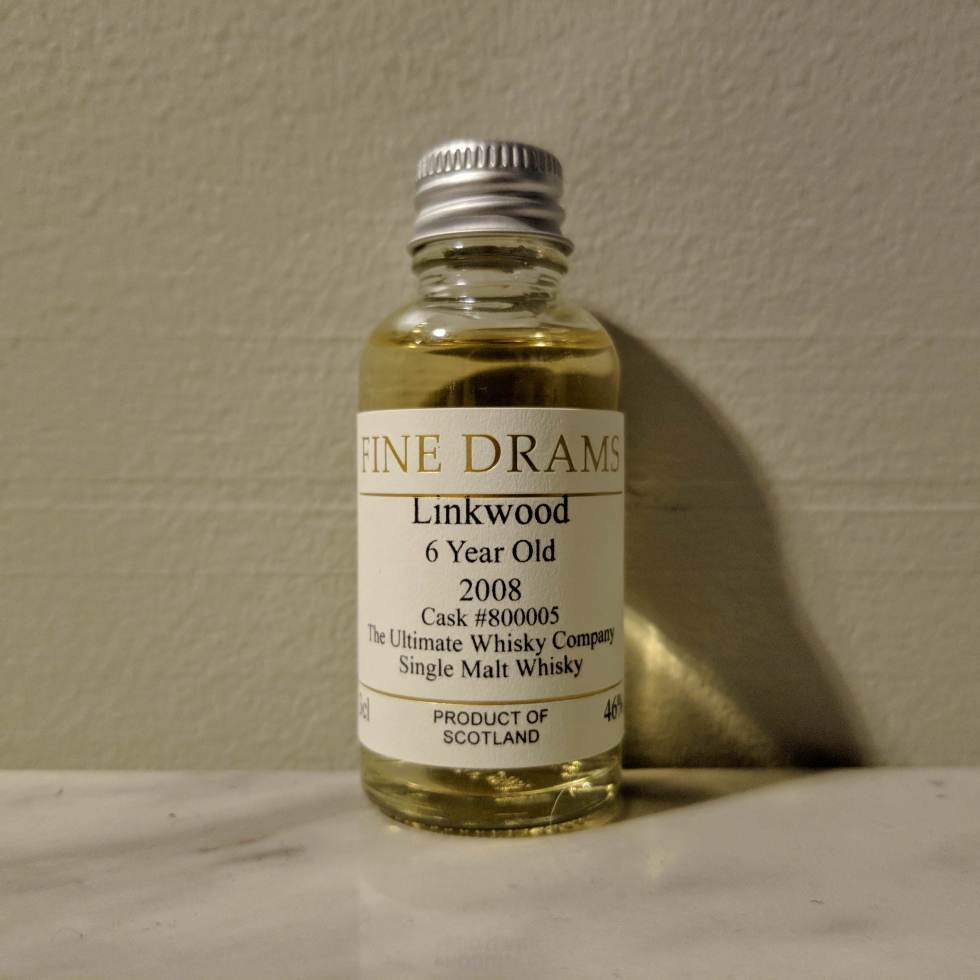 FINE DRAMS
Linkwood
6 Year Old
2008
Cask #800005
The Ultimate Whisky Company
Single Malt Whisky
46%
PRODUCT OF
SCOTLAND